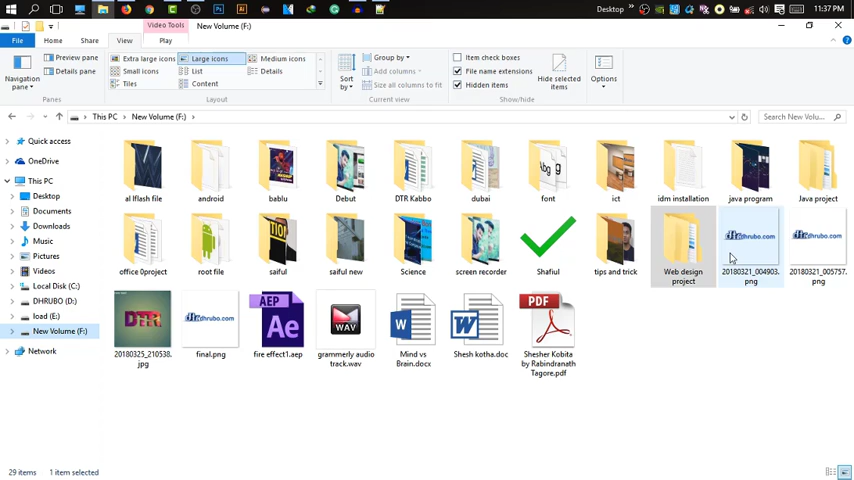 Desktop
11:37 PM
Video Tools
New Volume (F:)
File
Home
Share
View
Play
Navigation pane
Preview pane
Details pane
Panes
Extra large icons
Large icons
Medium icons
Small icons
List
Details
Tiles
Content
Layout
Sort by
Group by
Add columns
Size all columns to fit
Current view
Item check boxes
File name extensions
Hidden items
Hide selected items
Show/hide
Options
This PC > New Volume (F:) >
Search New Volu...
Quick access
OneDrive
This PC
Desktop
Documents
Downloads
Music
Pictures
Videos
Local Disk (C:)
DHRUBO (D:)
load (E:)
New Volume (F:)
Network
al Iflash file
android
bablu
Debut
DTR Kabbo
dubai
font
ict
idm installation
java program
Java project
office 0project
root file
saiful
saiful new
Science
screen recorder
Shafiul
tips and trick
Web design project
20180321_004903.png
20180321_005757.png
20180325_210538.jpg
final.png
fire effect1.aep
grammerly audio track.wav
Mind vs Brain.docx
Shesh kotha.doc
Shesher Kobita by Rabindranath Tagore.pdf
DTR
AEP
Ae
WAV
PDF
29 items
1 item selected